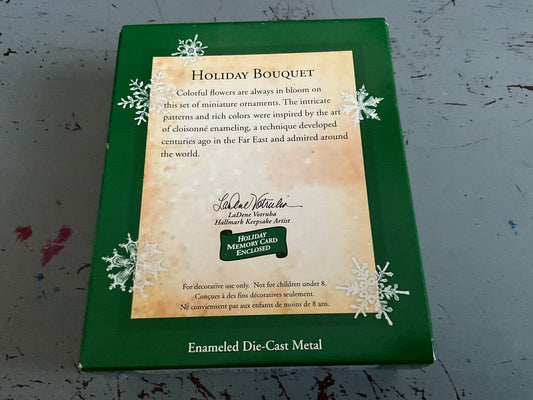 HOLIDAY BOUQUET
Colorful flowers are always in bloom on
this set of miniature ornaments. The intricate
patterns and rich colors were inspired by the art
of cloisonné enameling, a technique developed
centuries ago in the Far East and admired around
the world.
LaDene Votruba
LaDene Votruba
Hallmark Keepsake Artist
HOLIDAY
MEMORY CARD
ENCLOSED
For decorative use only. Not for children under 8.
Conçues à des fins décoratives seulement.
Ne conviennent pas aux enfants de moins de 8 ans.
Enameled Die-Cast Metal